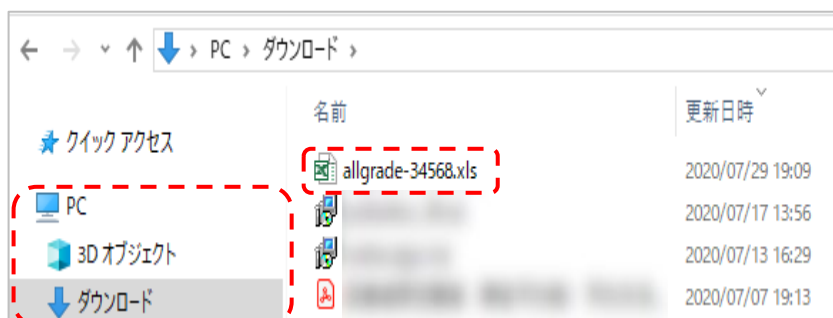 PC › ダウンロード ›
名前 更新日時
クイック アクセス
allgrade-34568.xls 2020/07/29 19:09
PC 2020/07/17 13:56
3D オブジェクト 2020/07/13 16:29
ダウンロード 2020/07/07 19:13